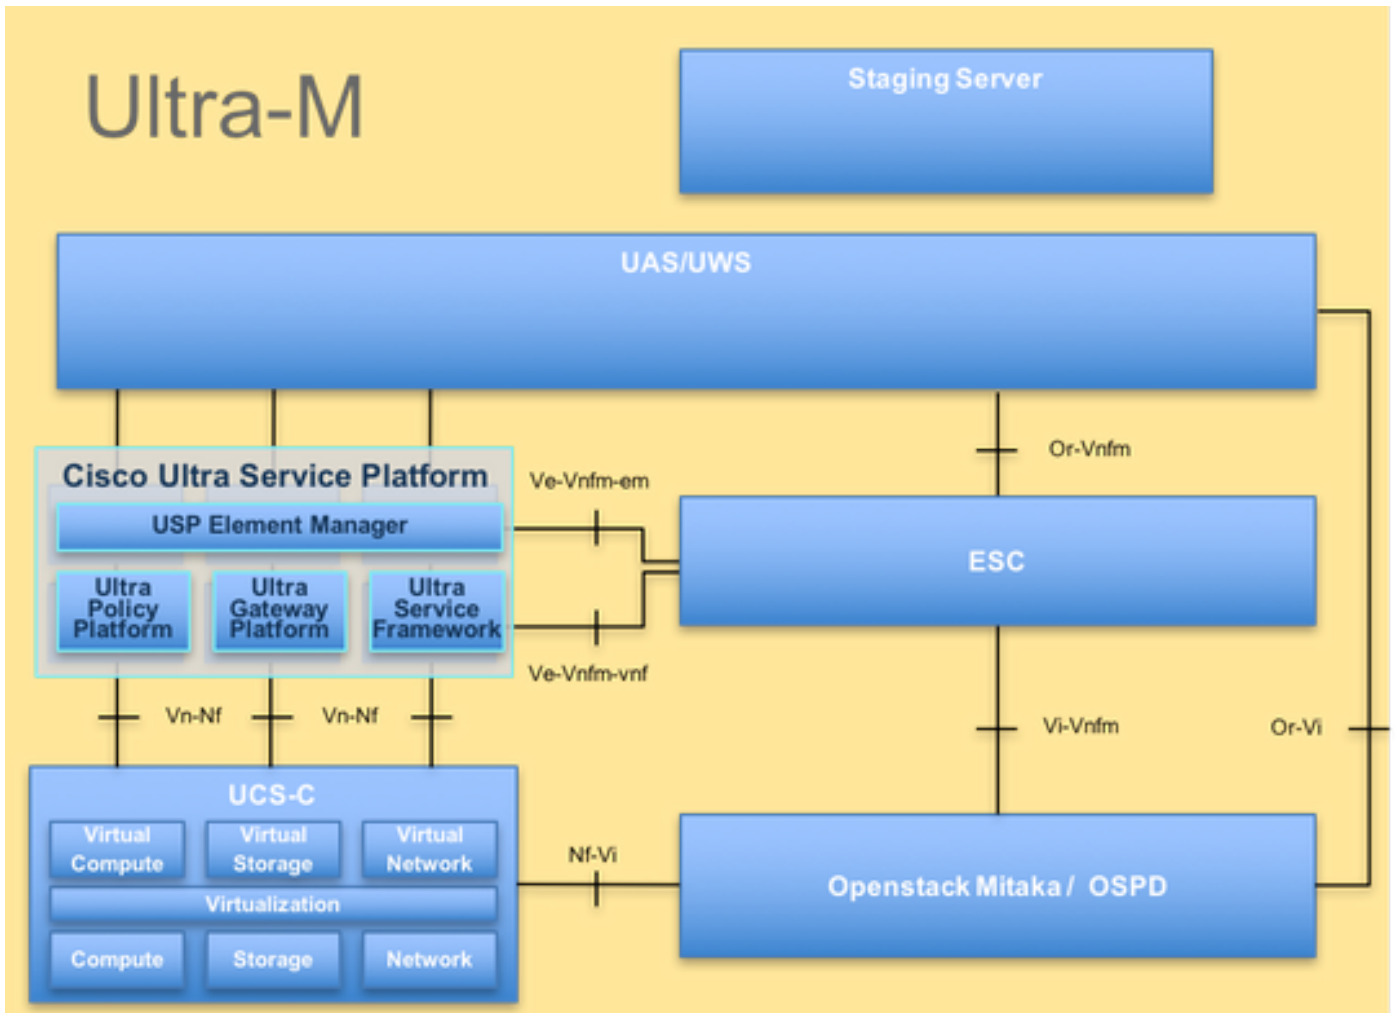 Ultra-M
Staging Server
UAS/UWS
Or-Vnfm
Cisco Ultra Service Platform
Ve-Vnfm-em
USP Element Manager
ESC
Ultra
Policy
Platform
Ultra
Gateway
Platform
Ultra
Service
Framework
Ve-Vnfm-vnf
Vn-Nf
Vn-Nf
Vi-Vnfm
Or-Vi
UCS-C
Virtual
Compute
Virtual
Storage
Virtual
Network
Nf-Vi
Openstack Mitaka / OSPD
Virtualization
Compute
Storage
Network